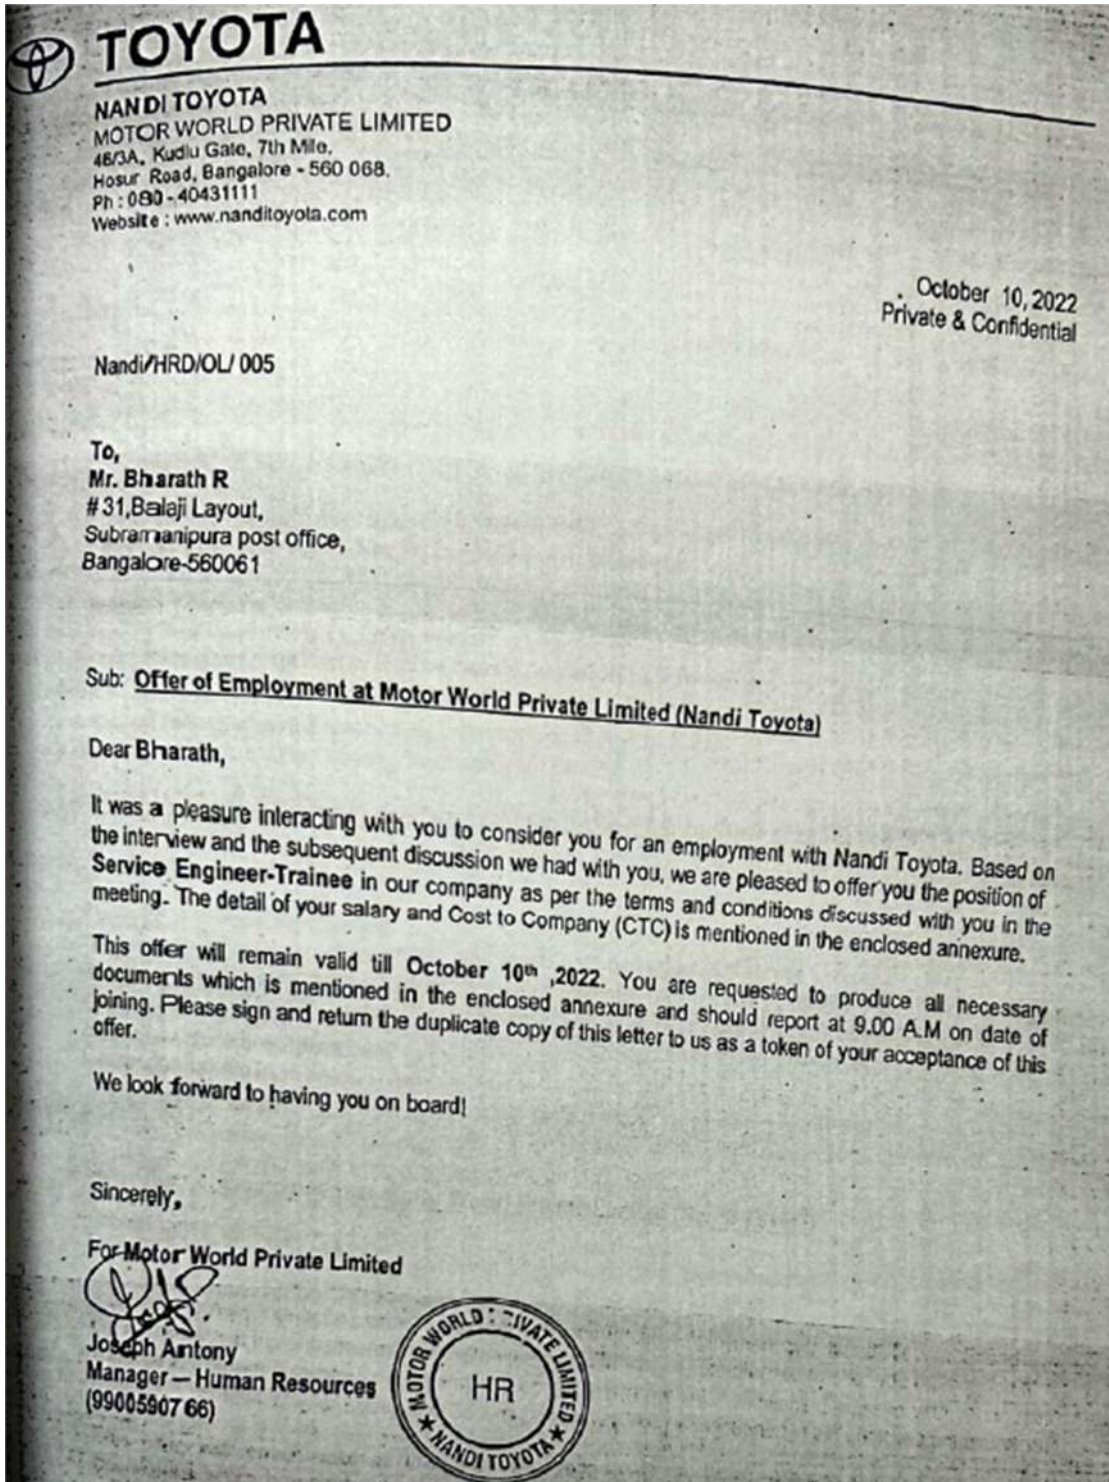 TOYOTA
NANDI TOYOTA
MOTOR WORLD PRIVATE LIMITED
46/3A, Kudlu Gate, 7th Mile,
Hosur Road, Bangalore - 560 068.
Ph : 080 - 40431111
Website : www.nanditoyota.com
October 10, 2022
Private & Confidential
Nandi/HRD/OL/ 005
To,
Mr. Bharath R
# 31,Balaji Layout,
Subramanipura post office,
Bangalore-560061
Sub: Offer of Employment at Motor World Private Limited (Nandi Toyota)
Dear Bharath,
It was a pleasure interacting with you to consider you for an employment with Nandi Toyota. Based on
the interview and the subsequent discussion we had with you, we are pleased to offer you the position of
Service Engineer-Trainee in our company as per the terms and conditions discussed with you in the
meeting. The detail of your salary and Cost to Company (CTC) is mentioned in the enclosed annexure.
This offer will remain valid till October 10th ,2022. You are requested to produce all necessary
documents which is mentioned in the enclosed annexure and should report at 9.00 A.M on date of
joining. Please sign and return the duplicate copy of this letter to us as a token of your acceptance of this
offer.
We look forward to having you on board!
Sincerely,
For Motor World Private Limited
Joseph Antony
Manager – Human Resources
(9900590766)
MOTOR WORLD PRIVATE LIMITED
HR
★ NANDI TOYOTA ★